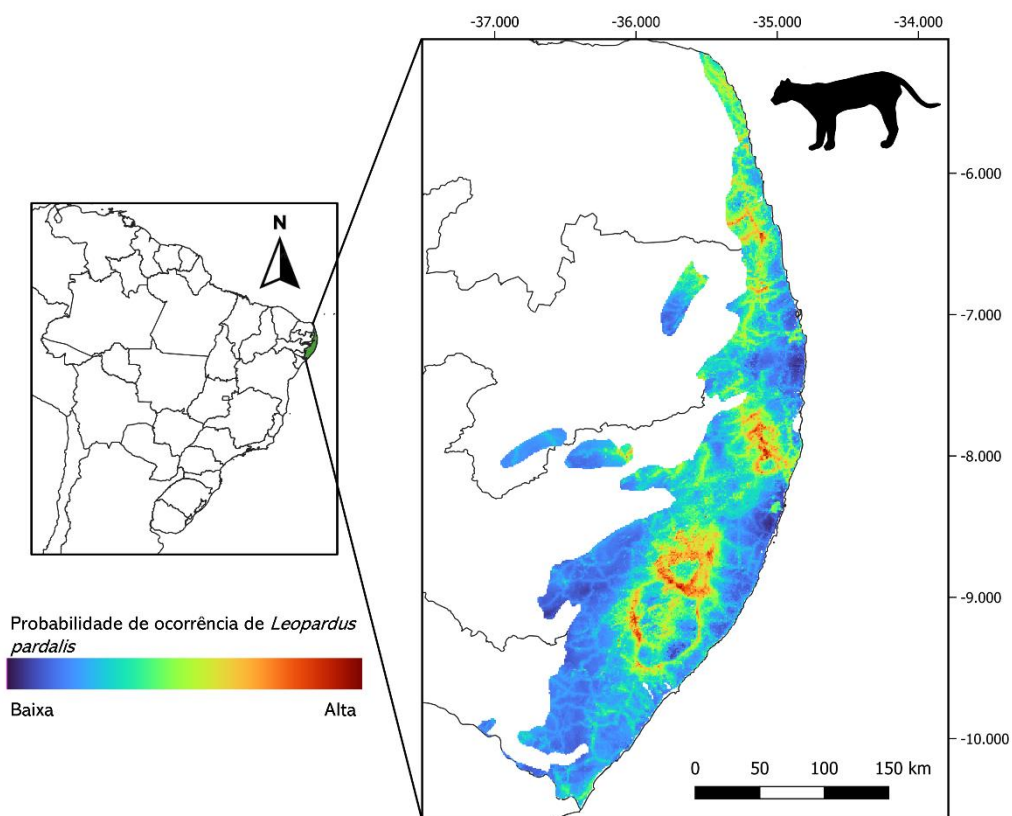 -37.000 -36.000 -35.000 -34.000
-6.000
N
-7.000
-8.000
-9.000
Probabilidade de ocorrência de Leopardus
pardalis
Baixa Alta
-10.000
0 50 100 150 km